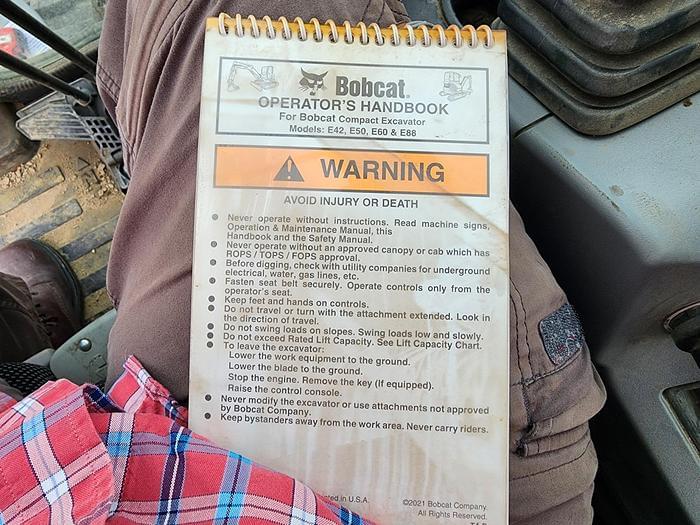 Bobcat®
OPERATOR'S HANDBOOK
For Bobcat Compact Excavator
Models: E42, E50, E60 & E88
WARNING
AVOID INJURY OR DEATH
Never operate without instructions. Read machine signs,
Operation & Maintenance Manual, this
Handbook and the Safety Manual.
Never operate without an approved canopy or cab which has
ROPS / TOPS / FOPS approval.
Before digging, check with utility companies for underground
electrical, water, gas lines, etc.
Fasten seat belt securely. Operate controls only from the
operator's seat.
Keep feet and hands on controls.
Do not travel or turn with the attachment extended. Look in
the direction of travel.
Do not swing loads on slopes. Swing loads low and slowly.
Do not exceed Rated Lift Capacity. See Lift Capacity Chart.
To leave the excavator:
Lower the work equipment to the ground.
Lower the blade to the ground.
Stop the engine. Remove the key (If equipped).
Raise the control console.
Never modify the excavator or use attachments not approved
by Bobcat Company.
Keep bystanders away from the work area. Never carry riders.
in U.S.A.
©2021 Bobcat Company.
All Rights Reserved.